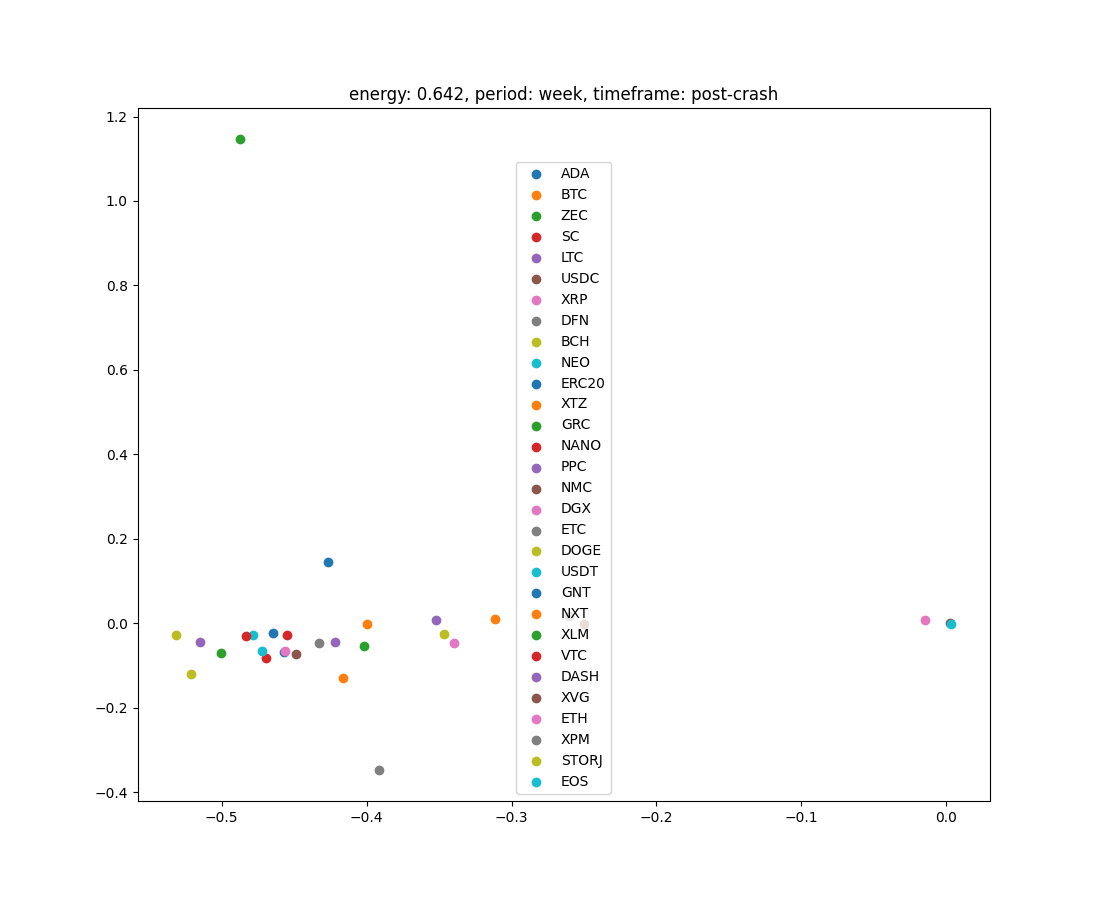 energy: 0.642, period: week, timeframe: post-crash
1.2
1.0
0.8
0.6
0.4
0.2
0.0
−0.2
−0.4
ADA
BTC
ZEC
SC
LTC
USDC
XRP
DFN
BCH
NEO
ERC20
XTZ
GRC
NANO
PPC
NMC
DGX
ETC
DOGE
USDT
GNT
NXT
XLM
VTC
DASH
XVG
ETH
XPM
STORJ
EOS
−0.5 −0.4 −0.3 −0.2 −0.1 0.0